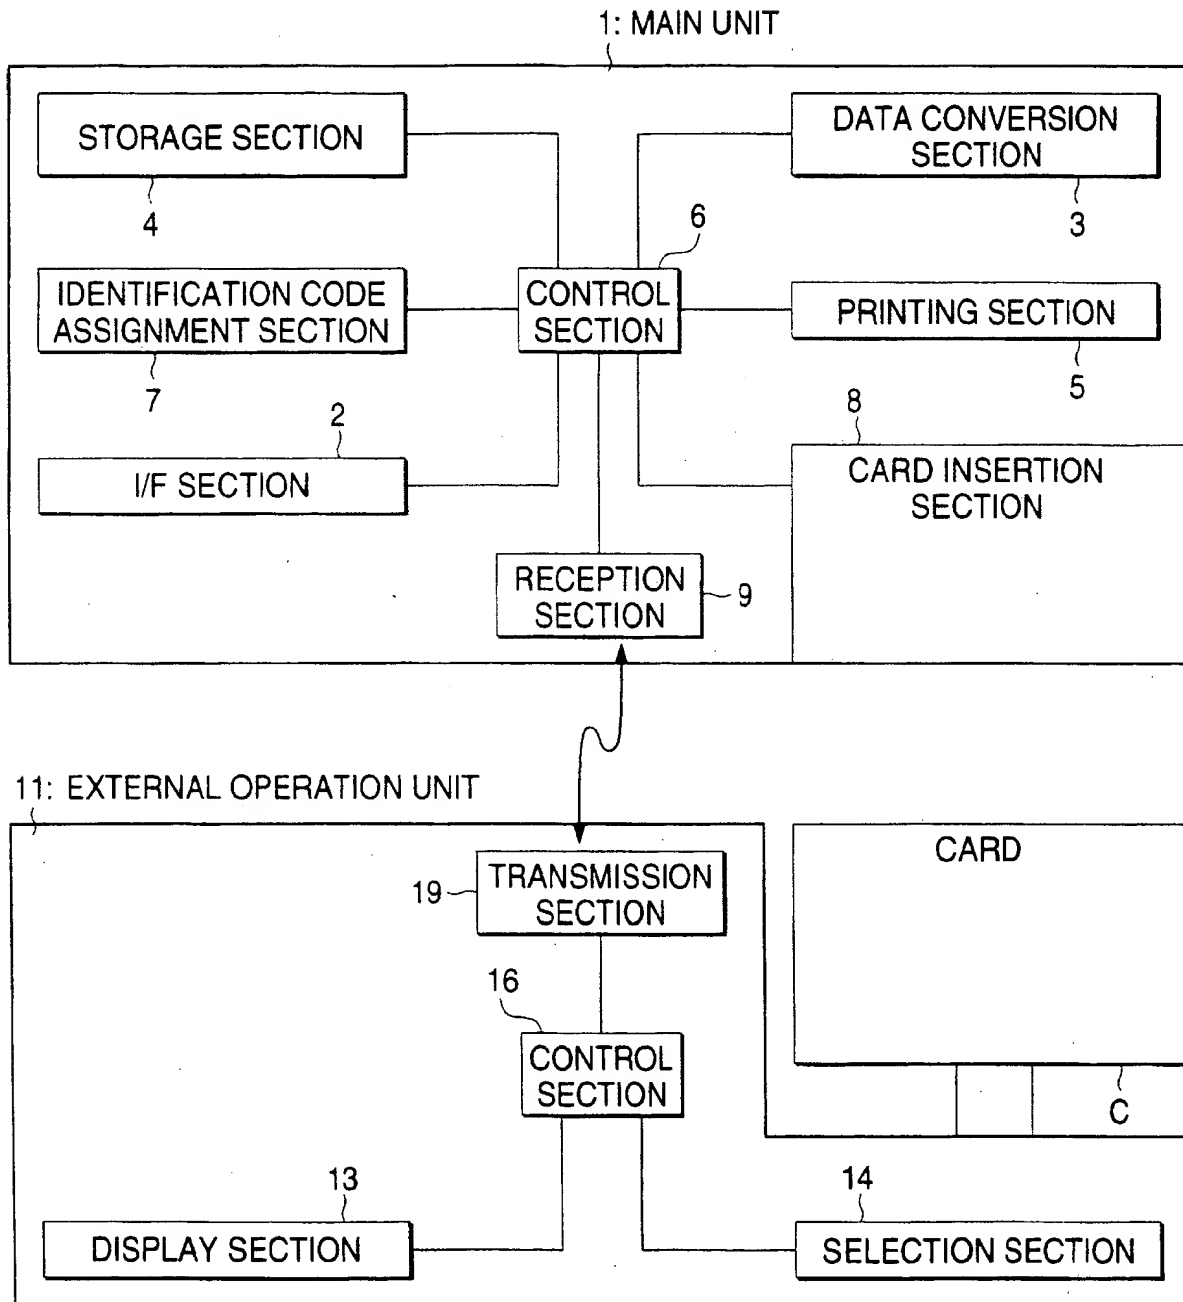 1: MAIN UNIT
STORAGE SECTION
4
DATA CONVERSION
SECTION
3
6
IDENTIFICATION CODE
ASSIGNMENT SECTION
7
CONTROL
SECTION
PRINTING SECTION
5
2
I/F SECTION
8
CARD INSERTION
SECTION
RECEPTION
SECTION
9
11: EXTERNAL OPERATION UNIT
19
TRANSMISSION
SECTION
CARD
C
16
CONTROL
SECTION
13
DISPLAY SECTION
14
SELECTION SECTION